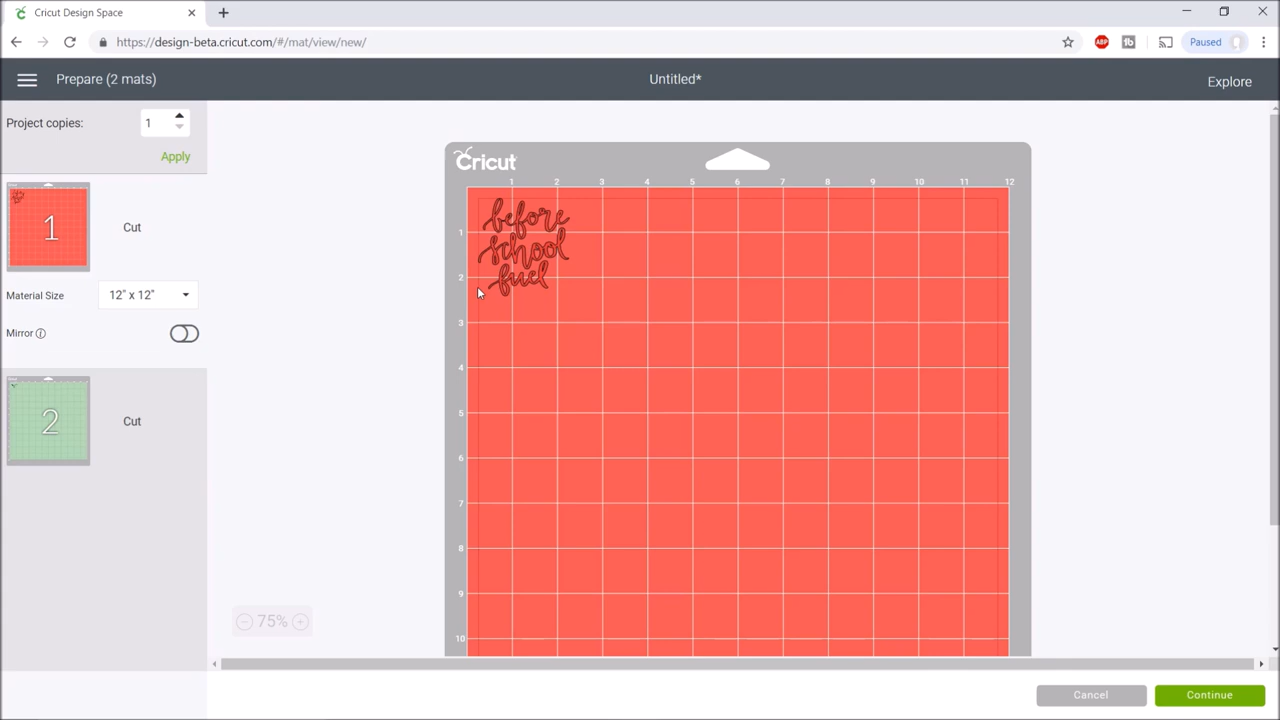 Cricut Design Space
https://design-beta.cricut.com/#/mat/view/new/
ABP
tb
Paused
Prepare (2 mats)
Untitled*
Explore
Project copies:
1
Apply
1
Cut
Material Size
12" x 12"
Mirror
2
Cut
Cricut
1 2 3 4 5 6 7 8 9 10 11 12
1
2
3
4
5
6
7
8
9
10
before
school
fuel
75%
Cancel
Continue